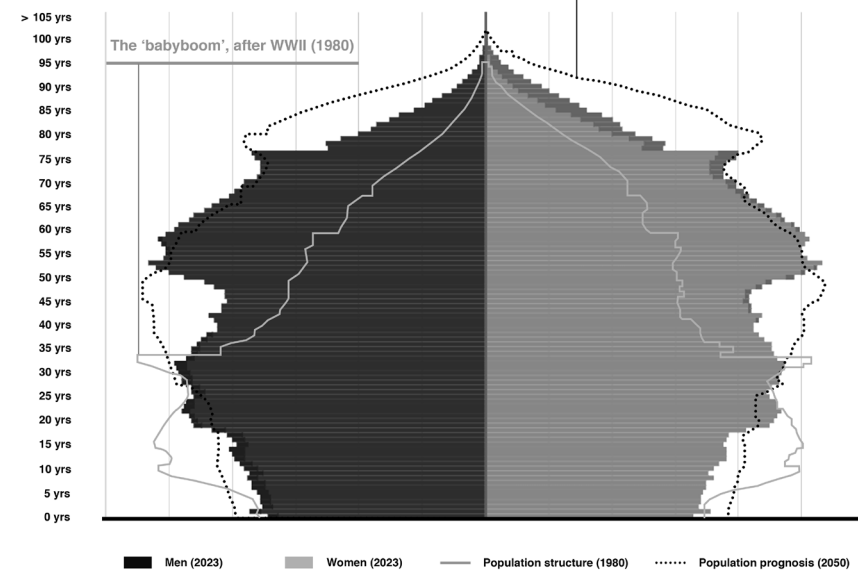 > 105 yrs
100 yrs
The ‘babyboom’, after WWII (1980)
95 yrs
90 yrs
85 yrs
80 yrs
75 yrs
70 yrs
65 yrs
60 yrs
55 yrs
50 yrs
45 yrs
40 yrs
35 yrs
30 yrs
25 yrs
20 yrs
15 yrs
10 yrs
5 yrs
0 yrs
Men (2023) Women (2023) Population structure (1980) Population prognosis (2050)